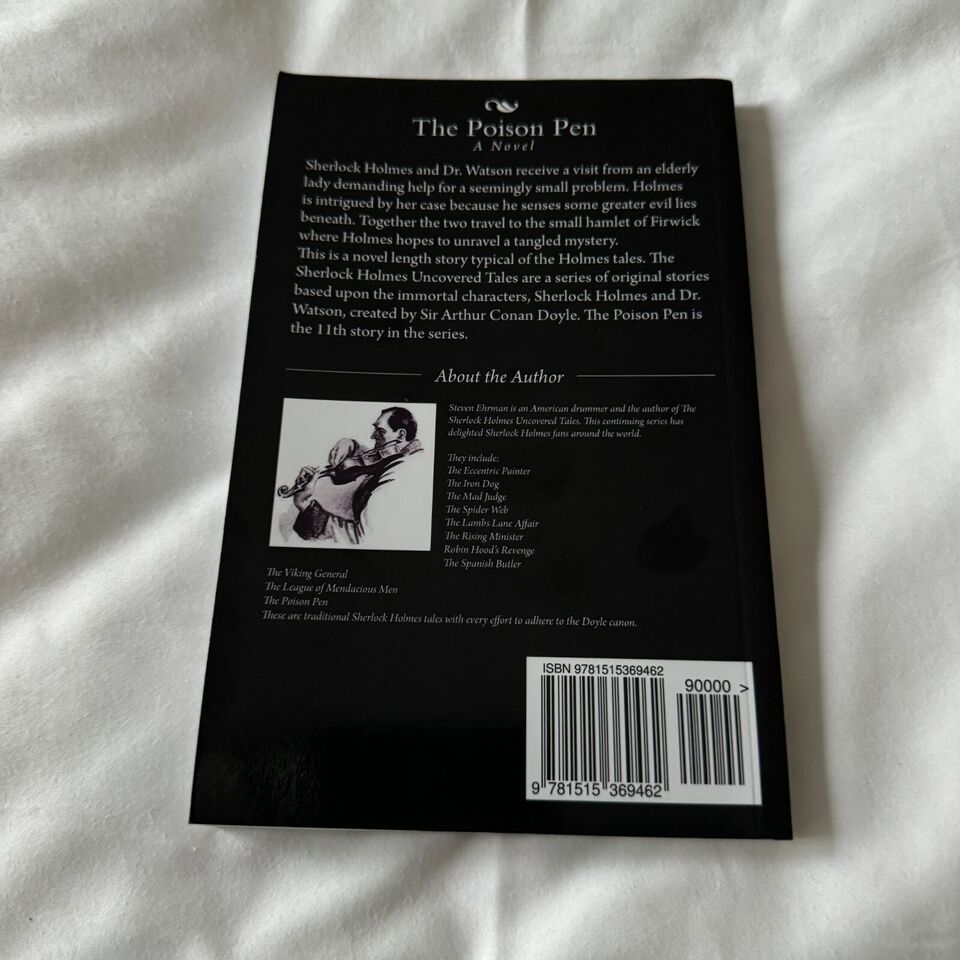 The Poison Pen
A Novel
Sherlock Holmes and Dr. Watson receive a visit from an elderly
lady demanding help for a seemingly small problem. Holmes
is intrigued by her case because he senses some greater evil lies
beneath. Together the two travel to the small hamlet of Firwick
where Holmes hopes to unravel a tangled mystery.
This is a novel length story typical of the Holmes tales. The
Sherlock Holmes Uncovered Tales are a series of original stories
based upon the immortal characters, Sherlock Holmes and Dr.
Watson, created by Sir Arthur Conan Doyle. The Poison Pen is
the 11th story in the series.
About the Author
Steven Ehrman is an American drummer and the author of The
Sherlock Holmes Uncovered Tales. This continuing series has
delighted Sherlock Holmes fans around the world.
They include:
The Eccentric Painter
The Iron Dog
The Mad Judge
The Spider Web
The Lambs Lane Affair
The Rising Minister
Robin Hood's Revenge
The Spanish Butler
The Viking General
The League of Mendacious Men
The Poison Pen
These are traditional Sherlock Holmes tales with every effort to adhere to the Doyle canon.
ISBN 9781515369462
90000 >
9 781515 369462